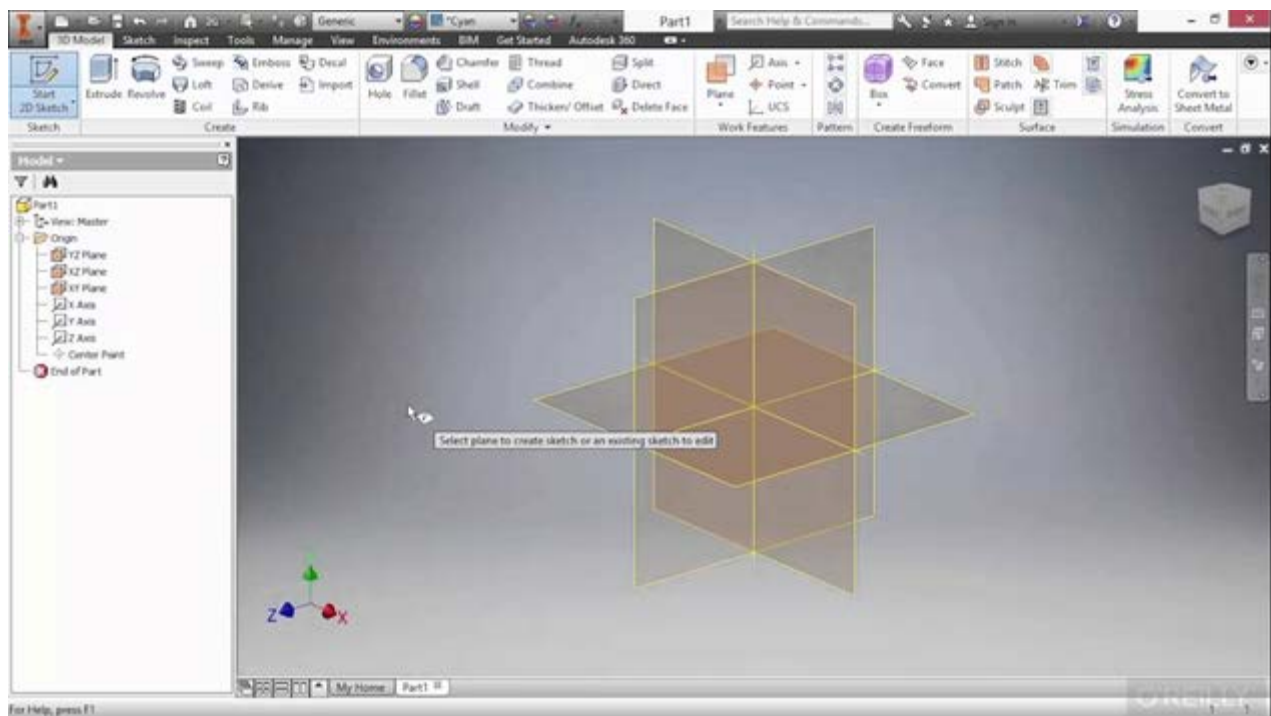 Generic
*Cyan
Part1
Search Help & Commands...
Sign In
3D Model Sketch Inspect Tools Manage View Environments BIM Get Started Autodesk 360
Start
2D Sketch
Extrude Revolve
Sweep Emboss Decal
Loft Derive Import
Coil Rib
Hole Fillet
Chamfer Thread Split
Shell Combine Direct
Draft Thicken/ Offset Delete Face
Plane
Axis
Point
UCS
Box
Face
Convert
Stitch
Patch Trim
Sculpt
Stress
Analysis
Convert to
Sheet Metal
Sketch Create Modify Work Features Pattern Create Freeform Surface Simulation Convert
Model
Part1
View: Master
Origin
YZ Plane
XZ Plane
XY Plane
X Axis
Y Axis
Z Axis
Center Point
End of Part
Select plane to create sketch or an existing sketch to edit
Z X
My Home Part1
For Help, press F1
O'REILLY
1 1